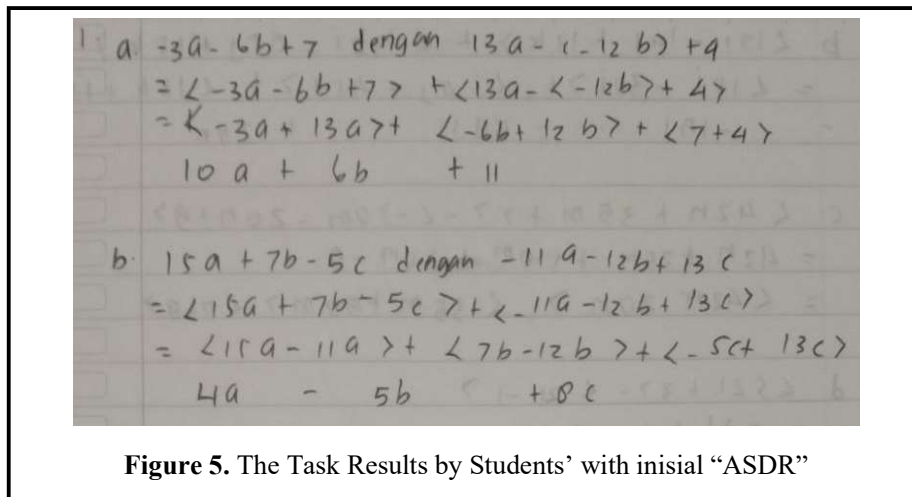 1. a. -3a - 6b + 7 dengan 13a - (-12b) + 4
= <-3a - 6b + 7> + <13a - <-12b> + 4>
= <-3a + 13a> + <-6b + 12b> + <7 + 4>
10a + 6b + 11
b. 15a + 7b - 5c dengan -11a - 12b + 13c
= <15a + 7b - 5c> + <-11a - 12b + 13c>
= <15a - 11a> + <7b - 12b> + <-5c + 13c>
4a - 5b + 8c
Figure 5. The Task Results by Students' with inisial “ASDR”